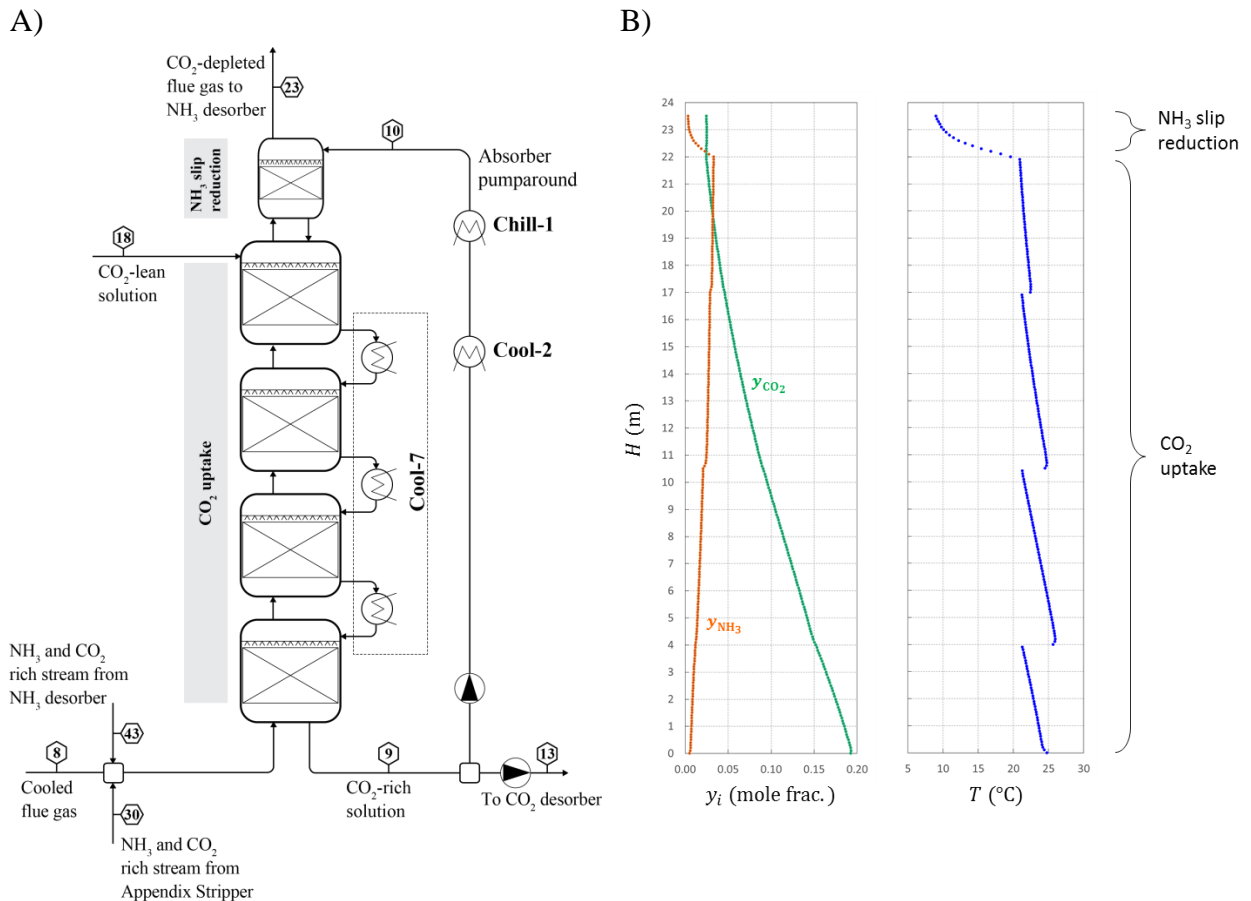 A)
CO₂-depleted
flue gas to
NH₃ desorber
23
10
Absorber
pumparound
NH₃ slip
reduction
Chill-1
18
CO₂-lean
solution
Cool-2
CO₂ uptake
Cool-7
NH₃ and CO₂
rich stream from
NH₃ desorber
43
8
Cooled
flue gas
30
NH₃ and CO₂
rich stream from
Appendix Stripper
9
CO₂-rich
solution
13
To CO₂ desorber
B)
24
23
22
21
20
19
18
17
16
15
14
13
12
11
10
9
8
7
6
5
4
3
2
1
0
H (m)
yCO₂
yNH₃
0.00 0.05 0.10 0.15 0.20
yᵢ (mole frac.)
5 10 15 20 25 30
T (°C)
NH₃ slip
reduction
CO₂
uptake